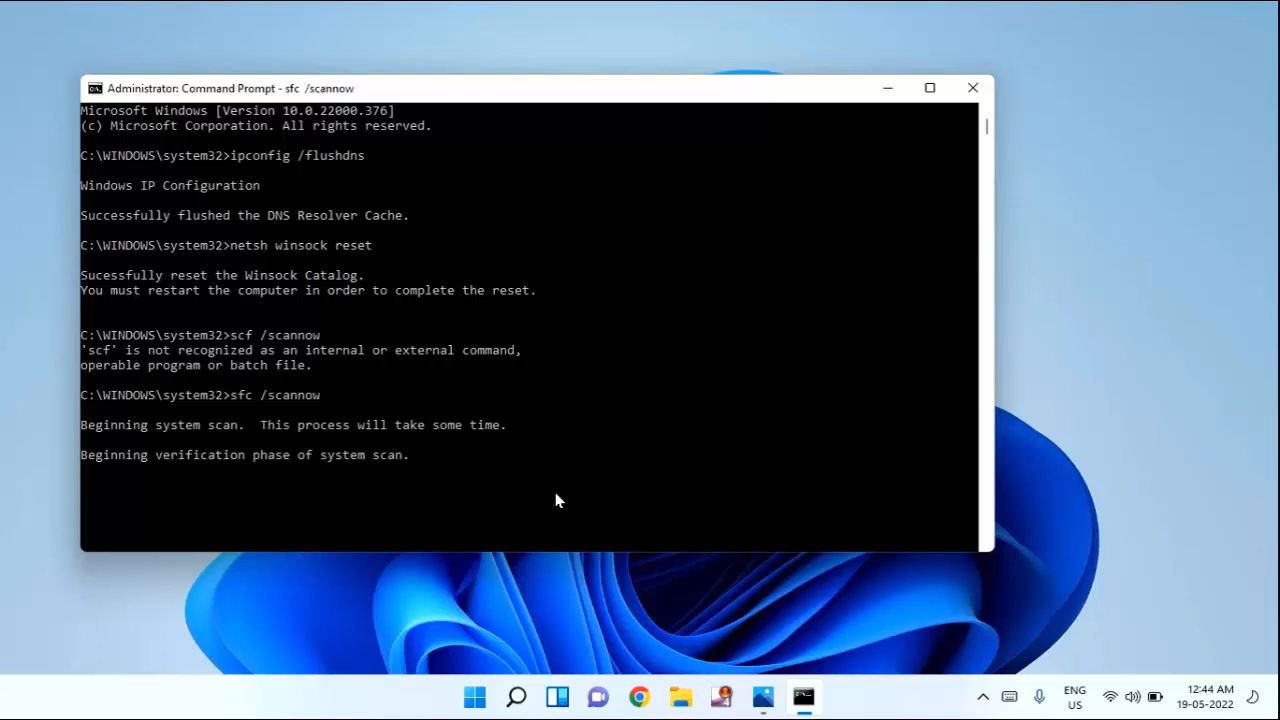 Administrator: Command Prompt - sfc /scannow
Microsoft Windows [Version 10.0.22000.376]
(c) Microsoft Corporation. All rights reserved.
C:\WINDOWS\system32>ipconfig /flushdns
Windows IP Configuration
Successfully flushed the DNS Resolver Cache.
C:\WINDOWS\system32>netsh winsock reset
Sucessfully reset the Winsock Catalog.
You must restart the computer in order to complete the reset.
C:\WINDOWS\system32>scf /scannow
'scf' is not recognized as an internal or external command,
operable program or batch file.
C:\WINDOWS\system32>sfc /scannow
Beginning system scan.  This process will take some time.
Beginning verification phase of system scan.
ENG
US
12:44 AM
19-05-2022